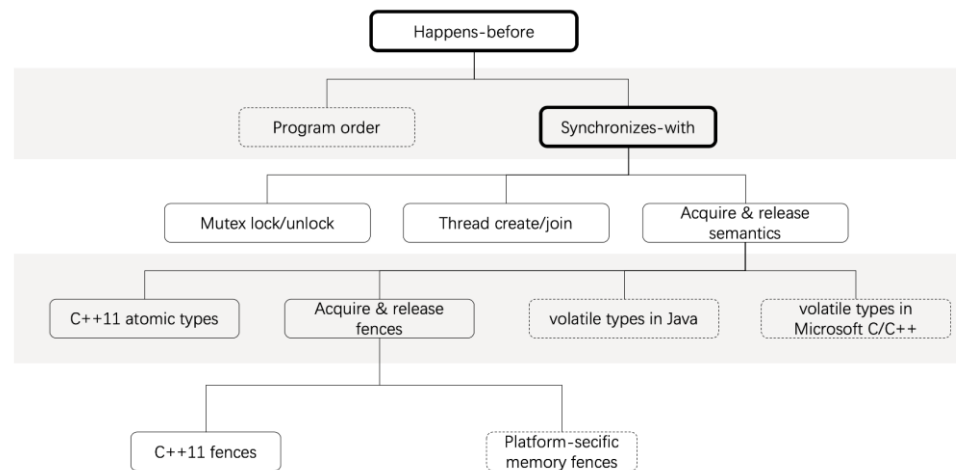 Happens-before
Program order
Synchronizes-with
Mutex lock/unlock
Thread create/join
Acquire & release
semantics
C++11 atomic types
Acquire & release
fences
volatile types in Java
volatile types in
Microsoft C/C++
C++11 fences
Platform-secific
memory fences